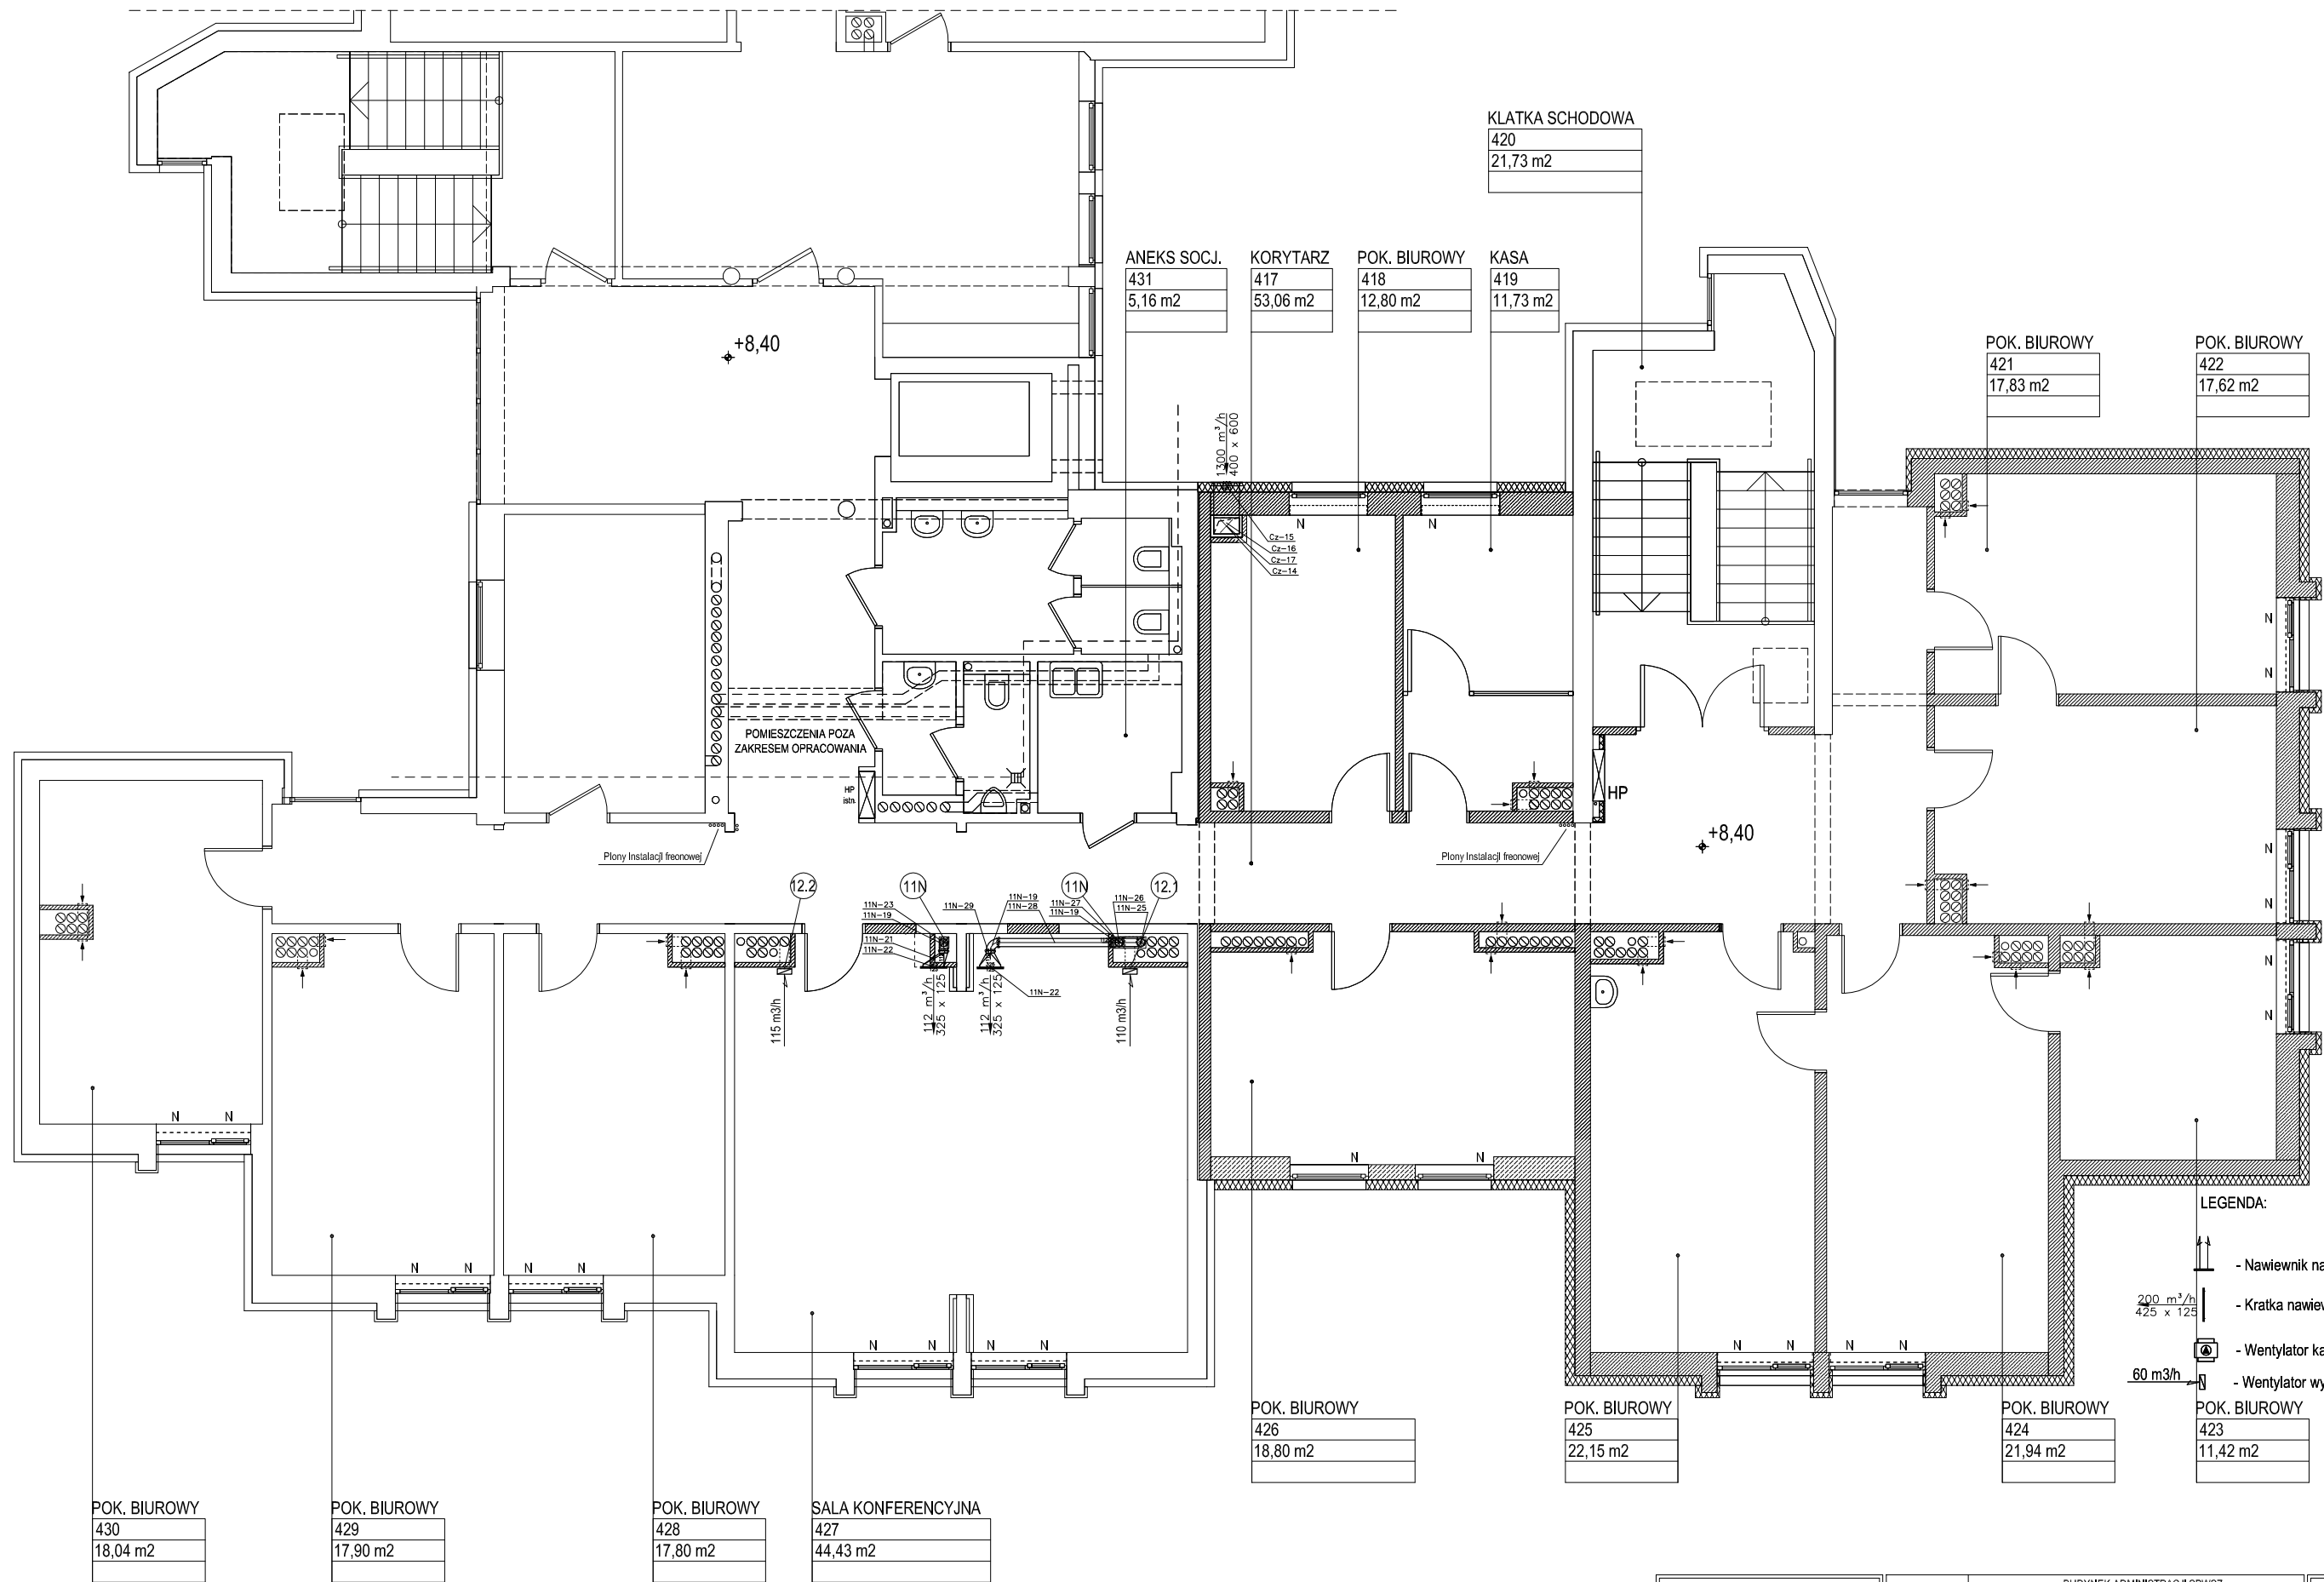 KLATKA SCHODOWA
420
21,73 m2
ANEKS SOCJ.
431
5,16 m2
KORYTARZ
417
53,06 m2
POK. BIUROWY
418
12,80 m2
KASA
419
11,73 m2
POK. BIUROWY
421
17,83 m2
POK. BIUROWY
422
17,62 m2
+8,40
1300 m³/h
400 x 600
N
N
Cz-15
Cz-16
Cz-17
Cz-14
N
N
POMIESZCZENIA POZA
ZAKRESEM OPRACOWANIA
HP
istn.
HP
+8,40
Piony instalacji freonowej
Piony instalacji freonowej
N
N
12.2
11N
11N
12.1
11N-23
11N-19
11N-21
11N-22
11N-29
11N-19
11N-28
11N-27
11N-19
11N-26
11N-25
11N-22
115 m3/h
112 m³/h
325 x 125
112 m³/h
325 x 125
110 m3/h
N
N
N N
N N
N N
N N
N N
N N
N N
N N
LEGENDA:
- Nawiewnik
200 m³/h
425 x 125
- Kratka
- Wentylator
60 m3/h
- Wentylator
POK. BIUROWY
426
18,80 m2
POK. BIUROWY
425
22,15 m2
POK. BIUROWY
424
21,94 m2
POK. BIUROWY
423
11,42 m2
POK. BIUROWY
430
18,04 m2
POK. BIUROWY
429
17,90 m2
POK. BIUROWY
428
17,80 m2
SALA KONFERENCYJNA
427
44,43 m2